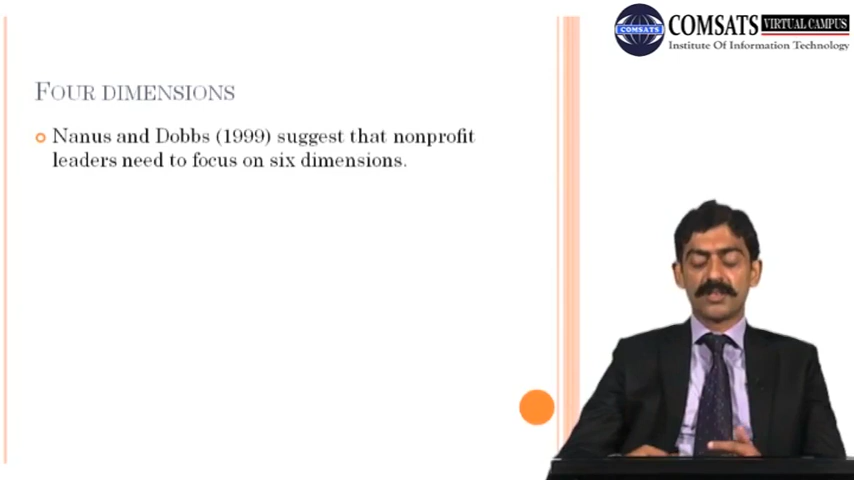 COMSATS VIRTUAL CAMPUS
COMSATS
Institute Of Information Technology
FOUR DIMENSIONS
Nanus and Dobbs (1999) suggest that nonprofit
leaders need to focus on six dimensions.